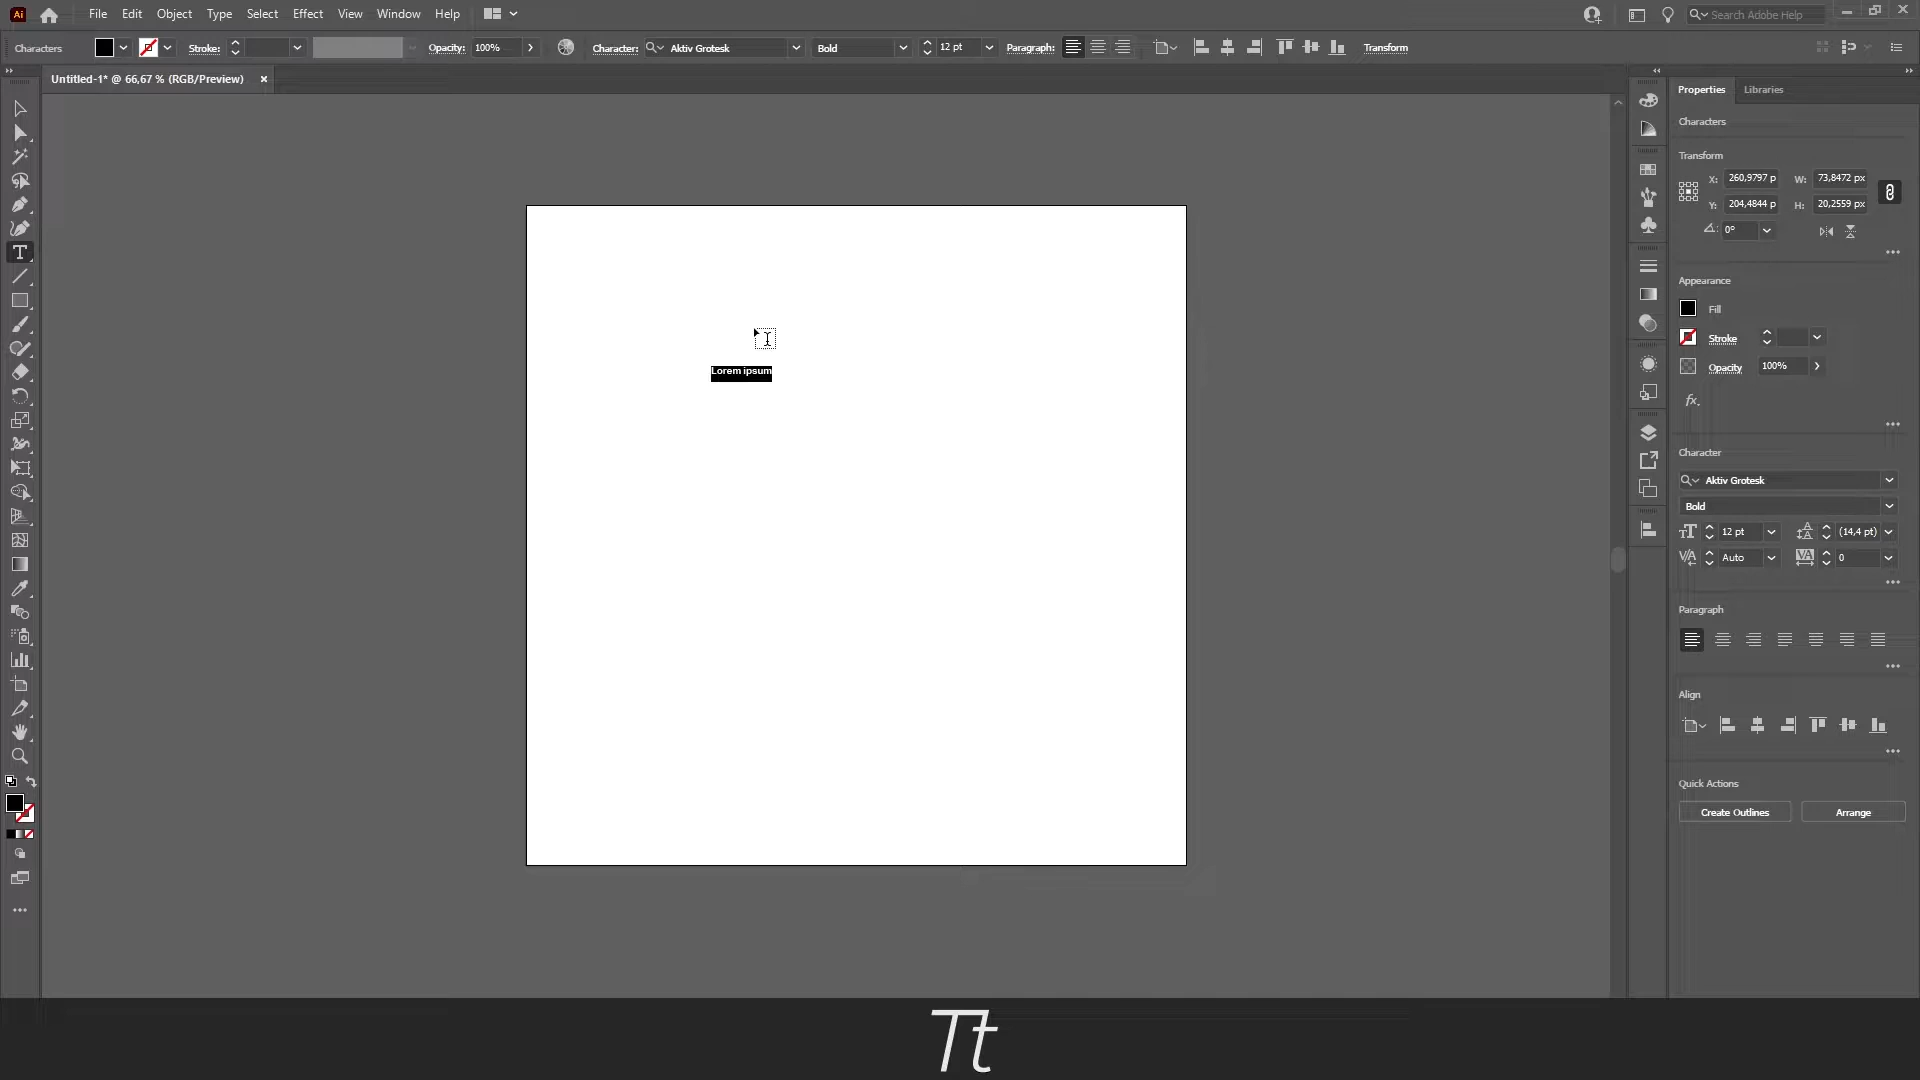 Ai File Edit Object Type Select Effect View Window Help Search Adobe Help
Characters Stroke: Opacity: 100% Character: Aktiv Grotesk Bold 12 pt Paragraph: Transform
Untitled-1* @ 66,67 % (RGB/Preview) ×
Lorem ipsum
Properties Libraries
Characters
Transform
X: 260,9797 p W: 73,8472 px
Y: 204,4844 p H: 20,2559 px
0°
Appearance
Fill
Stroke
Opacity 100%
fx.
Character
Aktiv Grotesk
Bold
12 pt (14,4 pt)
Auto 0
Paragraph
Align
Quick Actions
Create Outlines Arrange
Tt